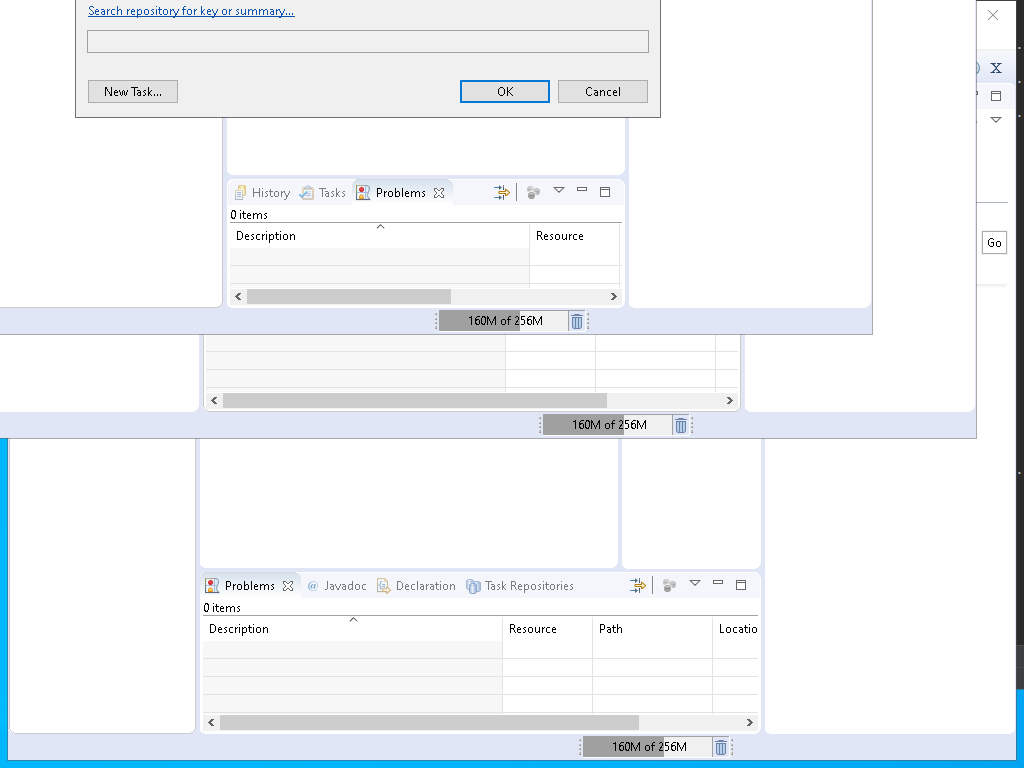 Search repository for key or summary...
New Task...
OK
Cancel
X
History
Tasks
Problems
0 items
Description
Resource
Go
160M of 256M
160M of 256M
Problems
@ Javadoc
Declaration
Task Repositories
0 items
Description
Resource
Path
Locatio
160M of 256M